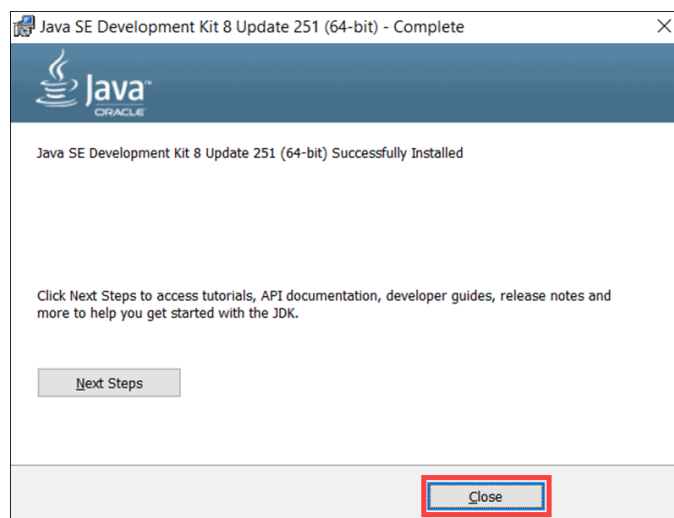 Java SE Development Kit 8 Update 251 (64-bit) - Complete
Java™
ORACLE
Java SE Development Kit 8 Update 251 (64-bit) Successfully Installed
Click Next Steps to access tutorials, API documentation, developer guides, release notes and
more to help you get started with the JDK.
Next Steps
Close